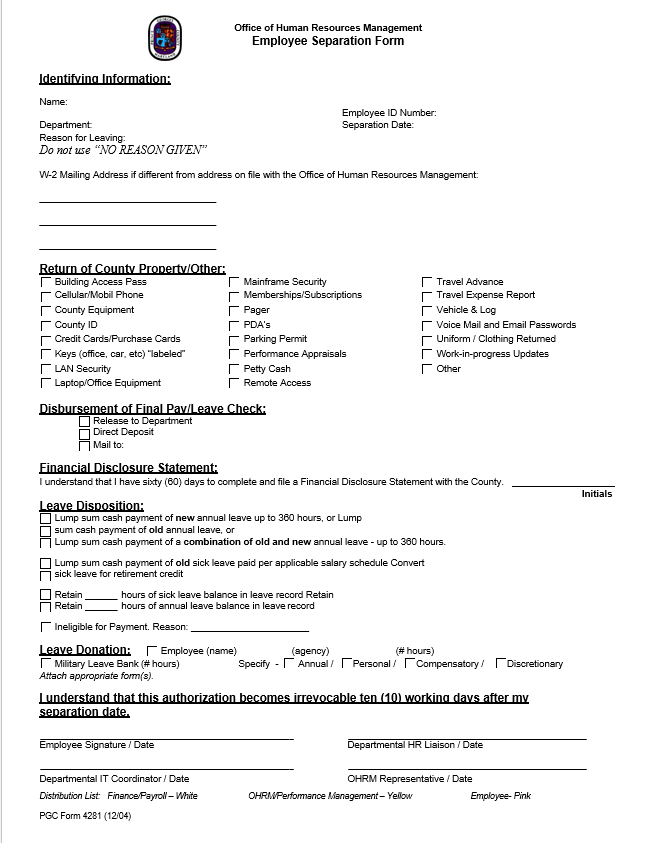 Office of Human Resources Management
Employee Separation Form
Identifying Information:
Name:
Employee ID Number:
Department:
Separation Date:
Reason for Leaving:
Do not use “NO REASON GIVEN”
W-2 Mailing Address if different from address on file with the Office of Human Resources Management:
Return of County Property/Other:
Building Access Pass Mainframe Security Travel Advance
Cellular/Mobil Phone Memberships/Subscriptions Travel Expense Report
County Equipment Pager Vehicle & Log
County ID PDA's Voice Mail and Email Passwords
Credit Cards/Purchase Cards Parking Permit Uniform / Clothing Returned
Keys (office, car, etc) “labeled” Performance Appraisals Work-in-progress Updates
LAN Security Petty Cash Other
Laptop/Office Equipment Remote Access
Disbursement of Final Pay/Leave Check:
Release to Department
Direct Deposit
Mail to:
Financial Disclosure Statement:
I understand that I have sixty (60) days to complete and file a Financial Disclosure Statement with the County. ____________________
Initials
Leave Disposition:
Lump sum cash payment of new annual leave up to 360 hours, or Lump
sum cash payment of old annual leave, or
Lump sum cash payment of a combination of old and new annual leave - up to 360 hours.
Lump sum cash payment of old sick leave paid per applicable salary schedule Convert
sick leave for retirement credit
Retain ______ hours of sick leave balance in leave record Retain
Retain ______ hours of annual leave balance in leave record
Ineligible for Payment. Reason: ______________________
Leave Donation: Employee (name) (agency) (# hours)
Military Leave Bank (# hours) Specify - Annual / Personal / Compensatory / Discretionary
Attach appropriate form(s).
I understand that this authorization becomes irrevocable ten (10) working days after my
separation date.
Employee Signature / Date Departmental HR Liaison / Date
Departmental IT Coordinator / Date OHRM Representative / Date
Distribution List: Finance/Payroll – White OHRM/Performance Management – Yellow Employee- Pink
PGC Form 4281 (12/04)